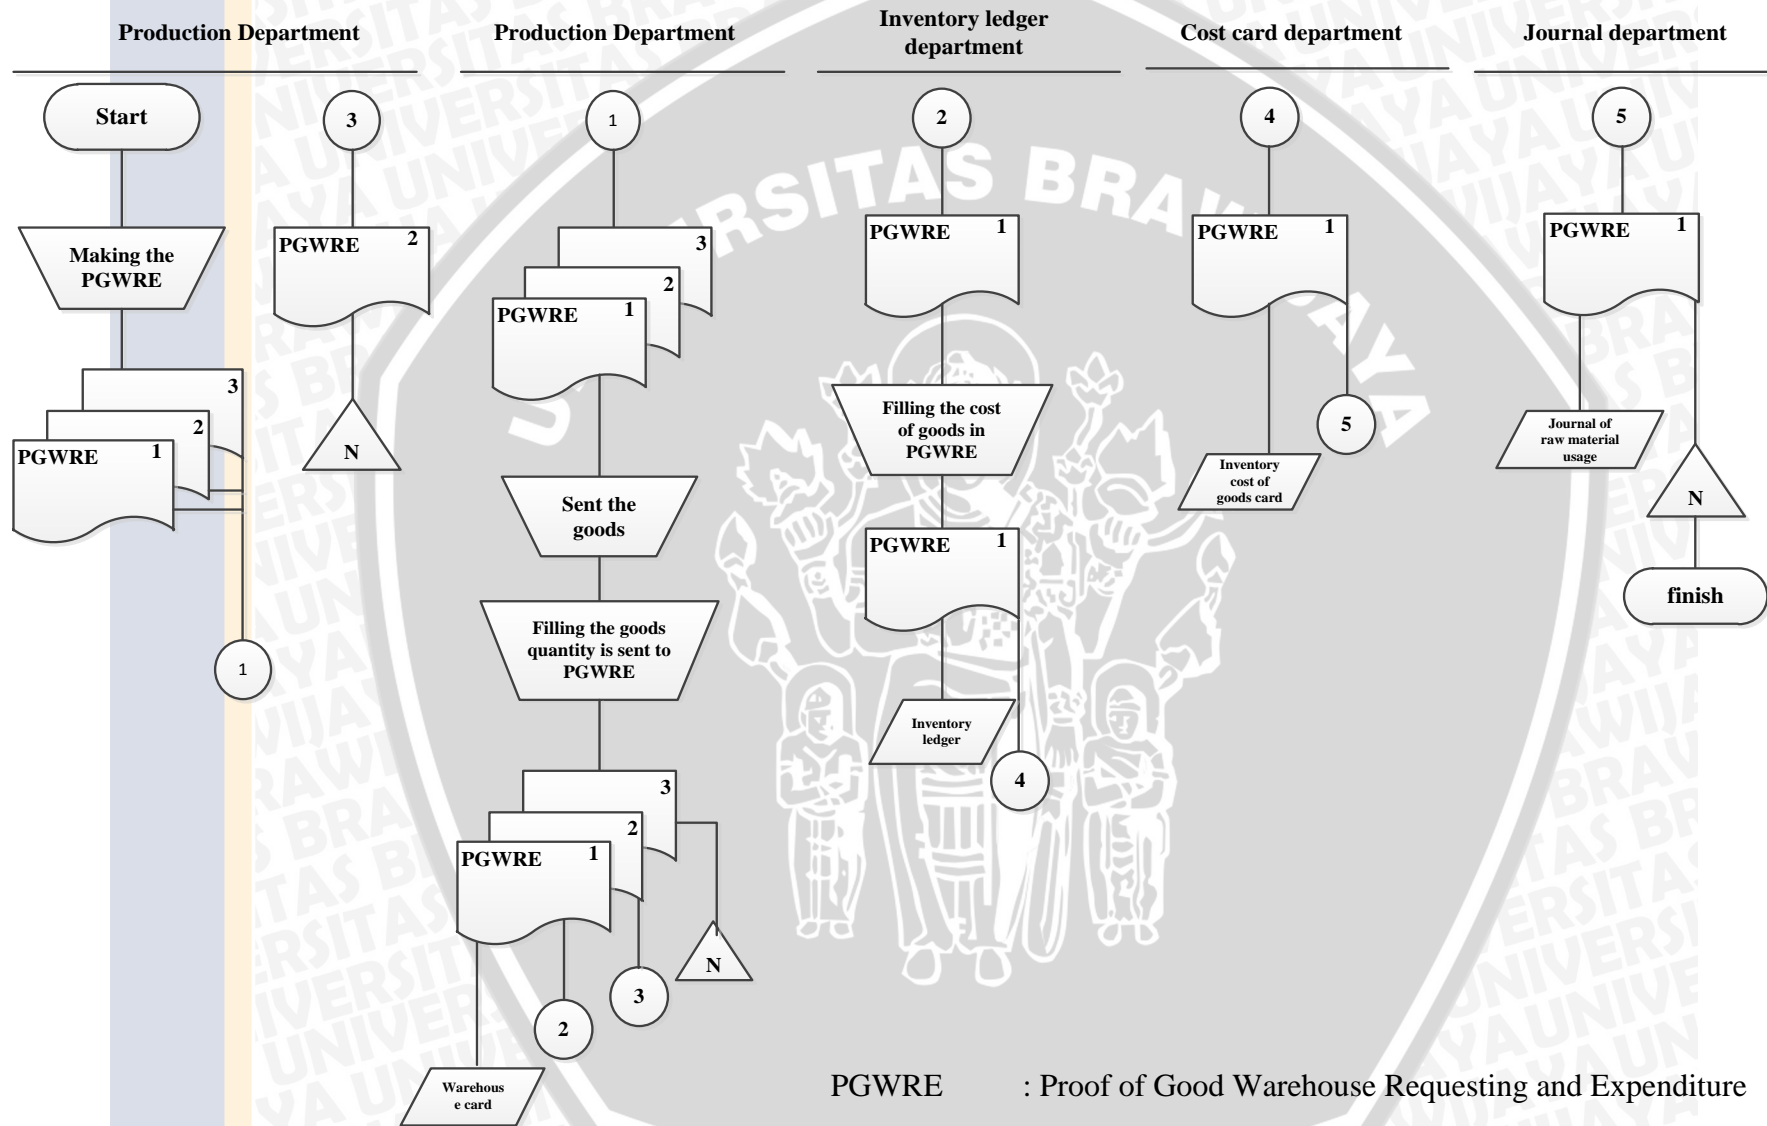 Production Department
Production Department
Inventory ledger
department
Cost card department
Journal department
Start
3
1
2
4
5
Making the
PGWRE
3
2
PGWRE 1
1
PGWRE 2
N
3
2
PGWRE 1
Sent the
goods
Filling the goods
quantity is sent to
PGWRE
3
2
PGWRE 1
N
3
2
Warehous
e card
PGWRE 1
Filling the cost
of goods in
PGWRE
PGWRE 1
Inventory
ledger
4
PGWRE 1
5
Inventory
cost of
goods card
PGWRE 1
Journal of
raw material
usage
N
finish
PGWRE : Proof of Good Warehouse Requesting and Expenditure
UNIVERSITAS BRAWIJAYA